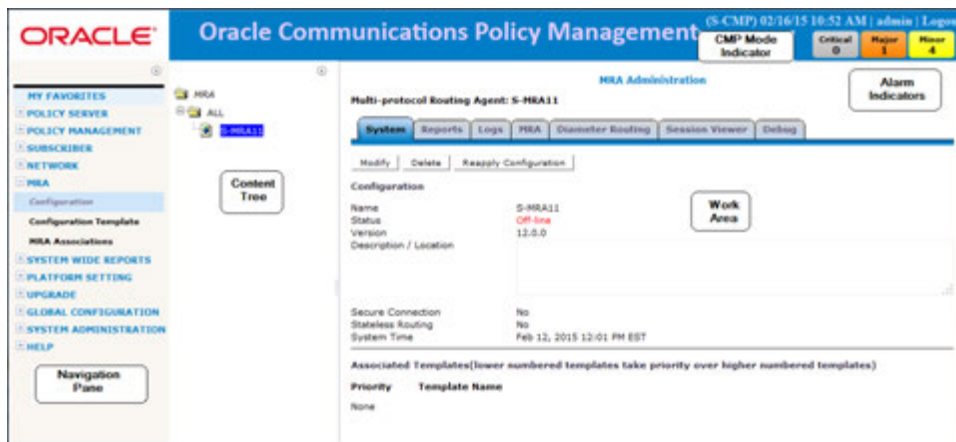 ORACLE
Oracle Communications Policy Management
(S-CMP) 02/16/15 10:52 AM | admin | Logou
CMP Mode
Indicator
Critical
0
Major
1
Minor
4
Alarm
Indicators
MY FAVORITES
POLICY SERVER
POLICY MANAGEMENT
SUBSCRIBER
NETWORK
MRA
Configuration
Configuration Template
MRA Associations
SYSTEM WIDE REPORTS
PLATFORM SETTING
UPGRADE
GLOBAL CONFIGURATION
SYSTEM ADMINISTRATION
HELP
Navigation
Pane
MRA
ALL
S-MRA11
Content
Tree
MRA Administration
Multi-protocol Routing Agent: S-MRA11
System Reports Logs MRA Diameter Routing Session Viewer Debug
Modify Delete Reapply Configuration
Configuration
Name S-MRA11
Status Off-line
Version 12.0.0
Description / Location
Work
Area
Secure Connection No
Stateless Routing No
System Time Feb 12, 2015 12:01 PM EST
Associated Templates(lower numbered templates take priority over higher numbered templates)
Priority Template Name
None